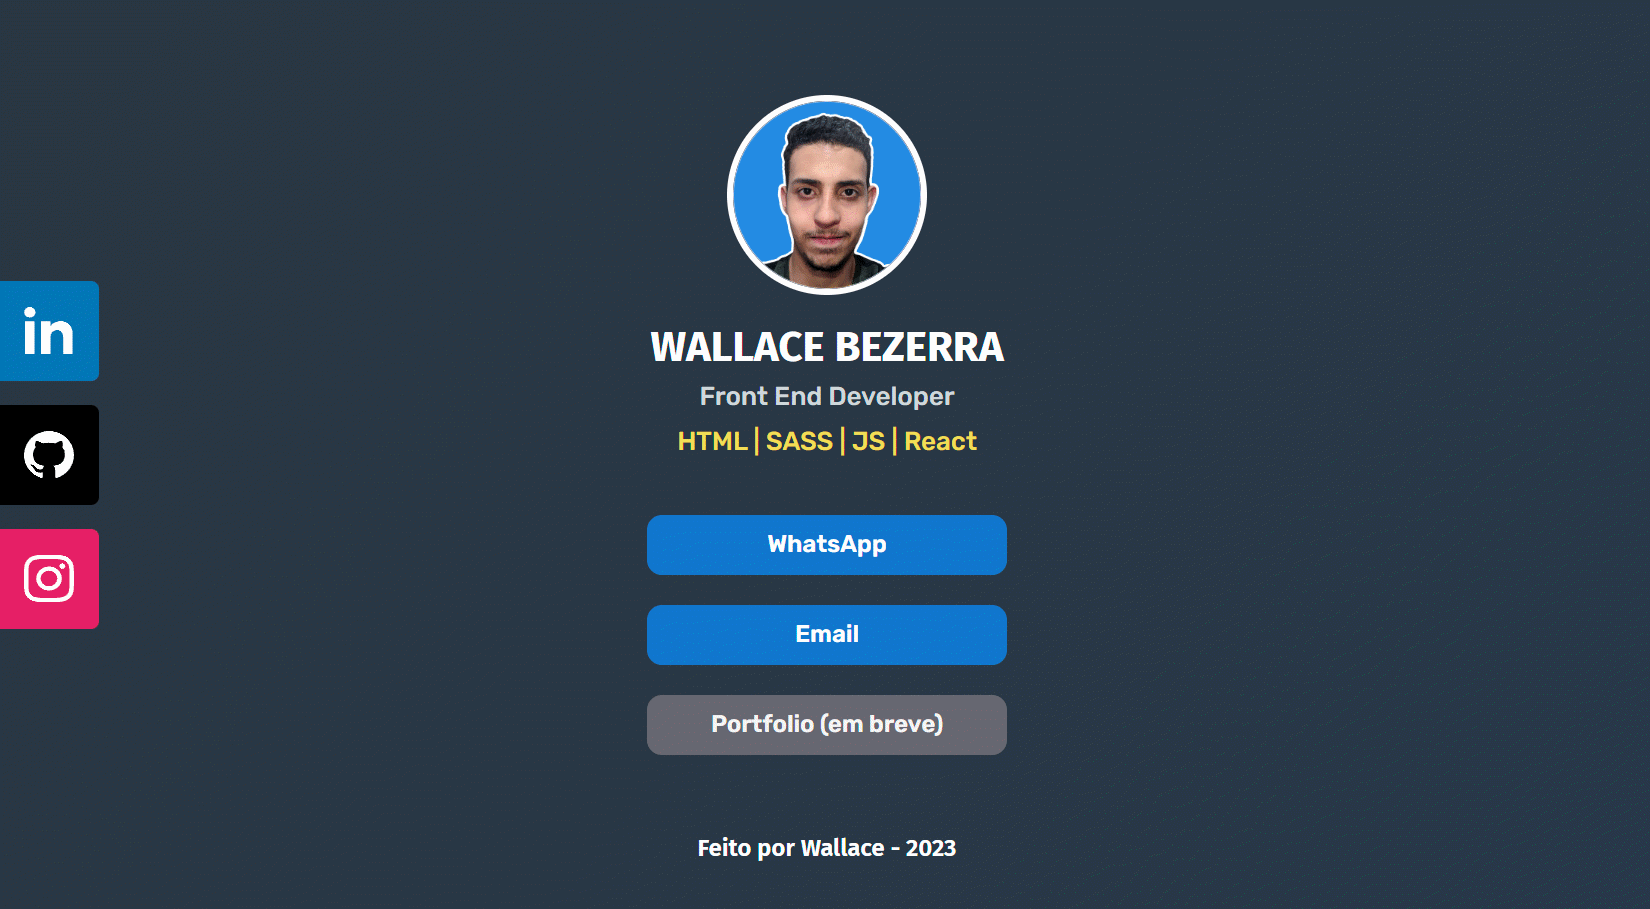 in
WALLACE BEZERRA
Front End Developer
HTML | SASS | JS | React
WhatsApp
Email
Portfolio (em breve)
Feito por Wallace - 2023